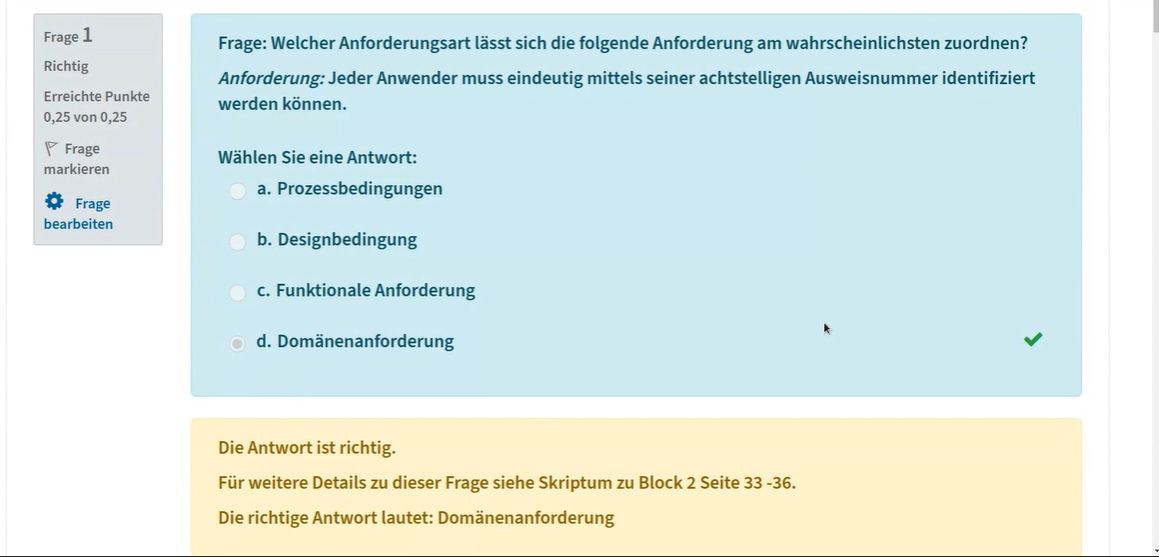 Frage 1
Richtig
Erreichte Punkte
0,25 von 0,25
Frage
markieren
Frage
bearbeiten
Frage: Welcher Anforderungsart lässt sich die folgende Anforderung am wahrscheinlichsten zuordnen?
Anforderung: Jeder Anwender muss eindeutig mittels seiner achtstelligen Ausweisnummer identifiziert
werden können.
Wählen Sie eine Antwort:
a. Prozessbedingungen
b. Designbedingung
c. Funktionale Anforderung
d. Domänenanforderung
Die Antwort ist richtig.
Für weitere Details zu dieser Frage siehe Skriptum zu Block 2 Seite 33 -36.
Die richtige Antwort lautet: Domänenanforderung